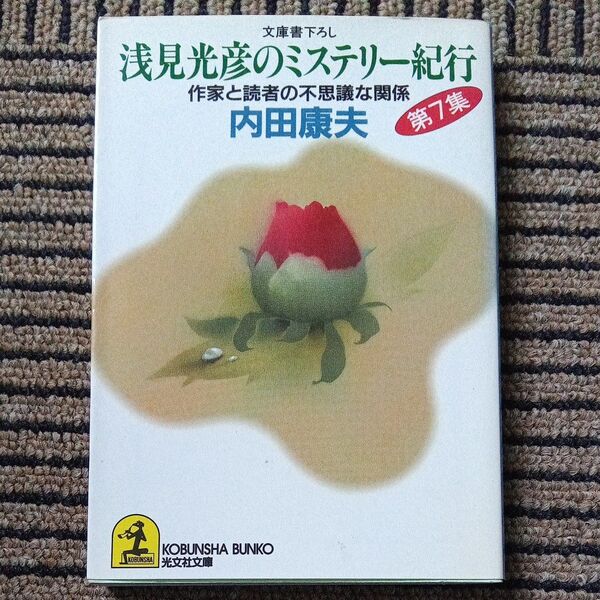 文庫書下ろし
浅見光彦のミステリー紀行
作家と読者の不思議な関係
第7集
内田康夫
KOBUNSHA
KOBUNSHA BUNKO
光文社文庫